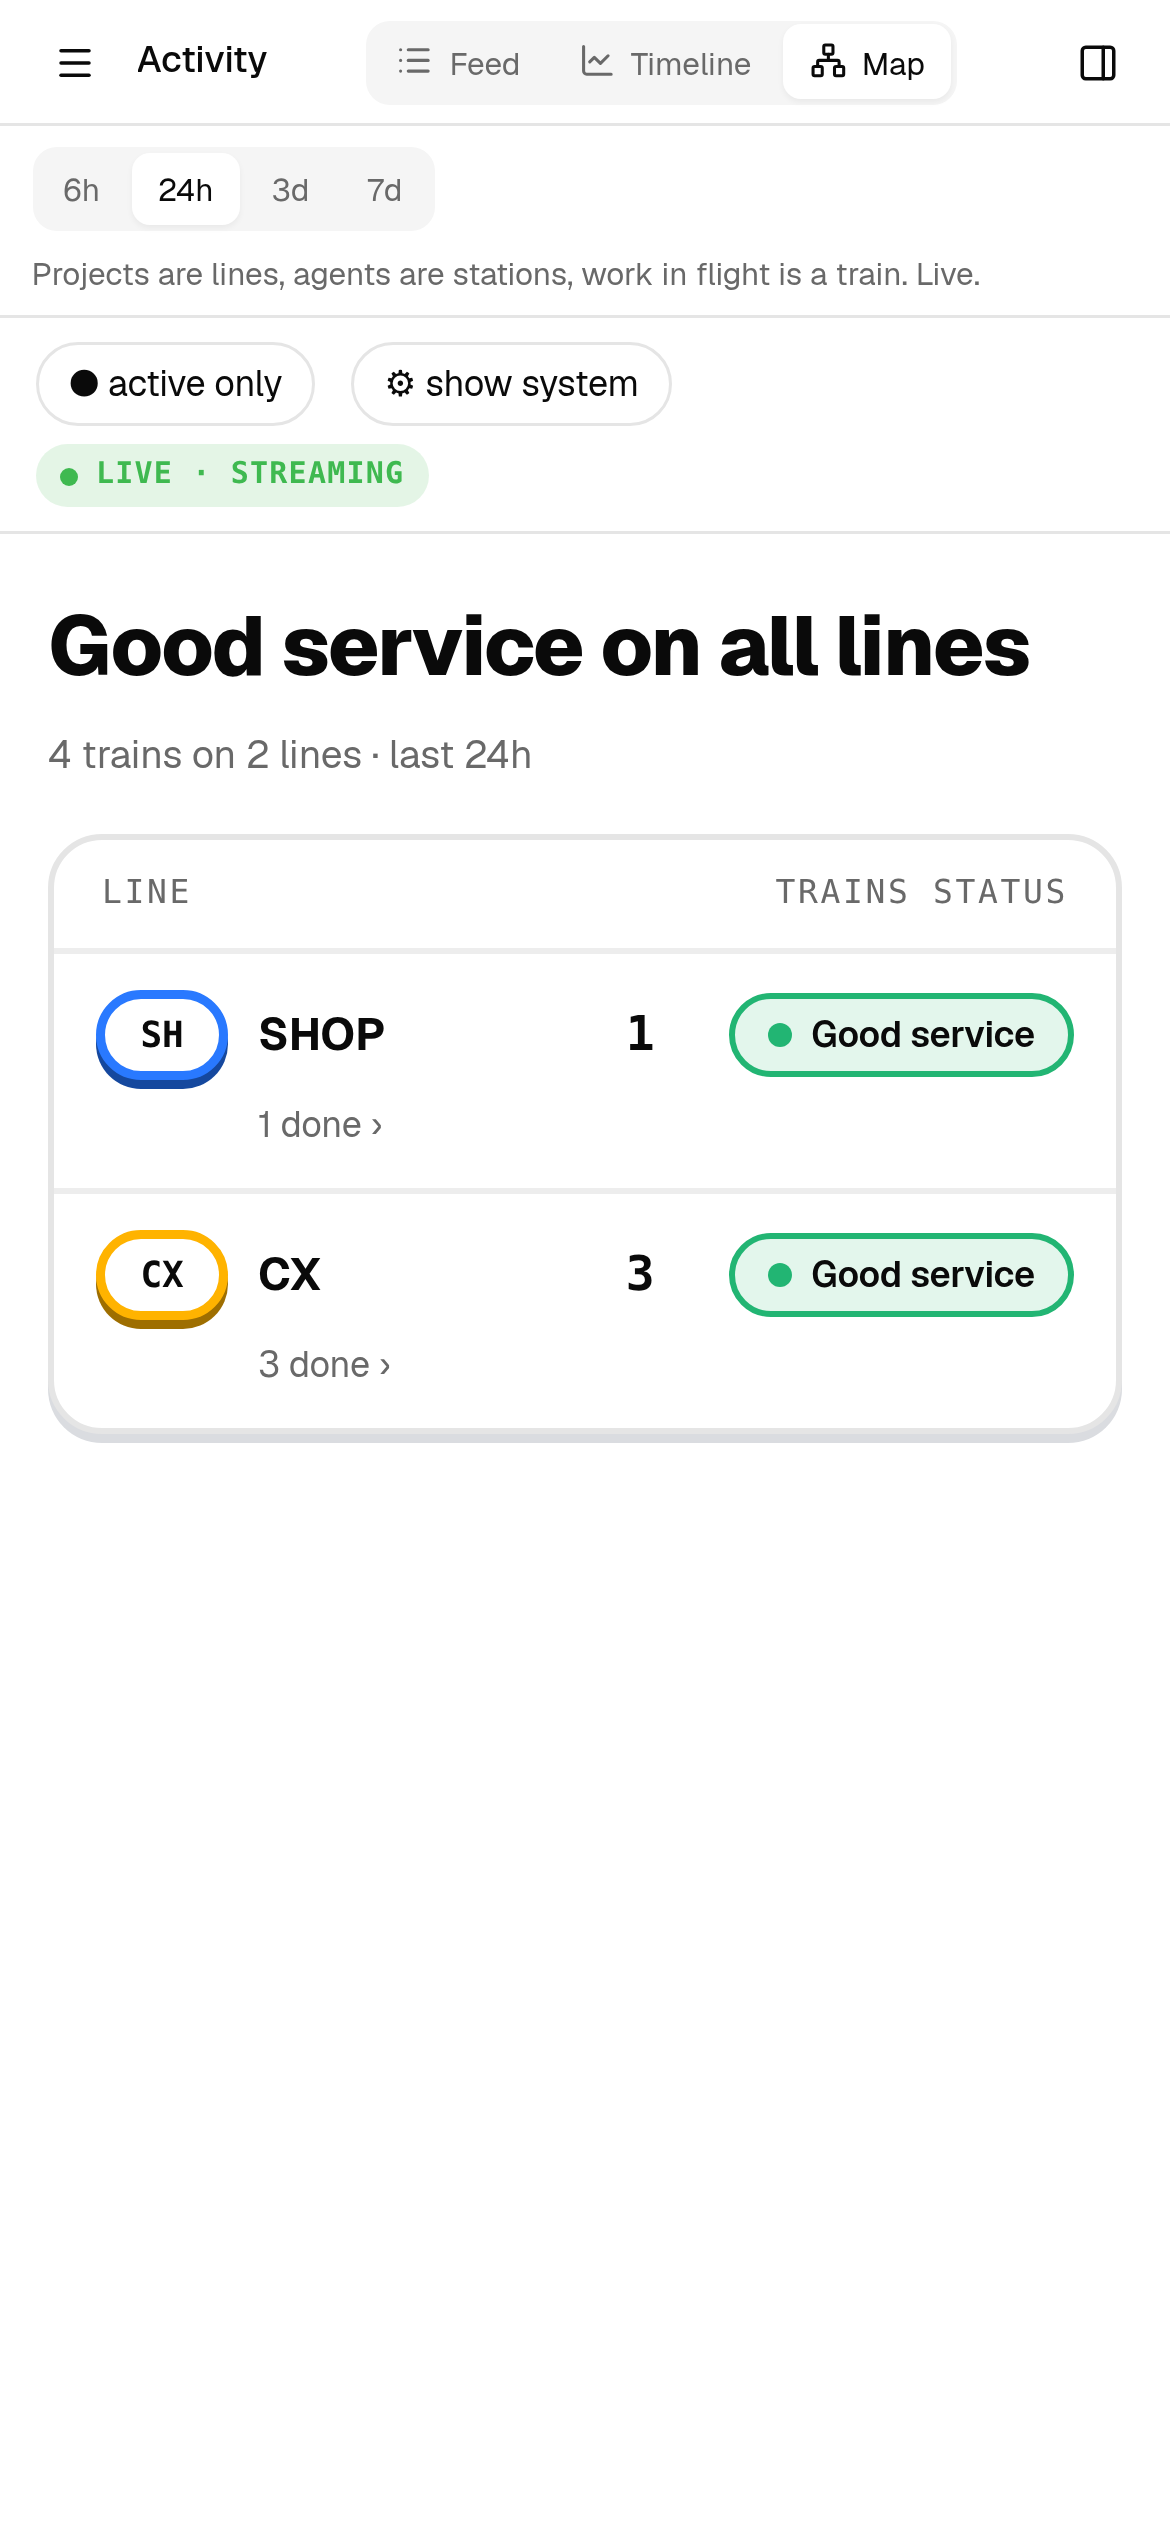 Activity
Feed
Timeline
Map
6h 24h 3d 7d
Projects are lines, agents are stations, work in flight is a train. Live.
● active only
⚙ show system
LIVE · STREAMING
Good service on all lines
4 trains on 2 lines · last 24h
LINE TRAINS STATUS
SH SHOP 1 Good service
1 done ›
CX CX 3 Good service
3 done ›